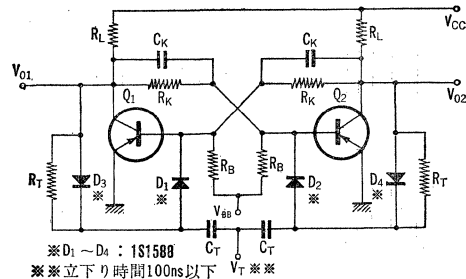 R_L
C_K
C_K
R_L
V_CC
V_01
R_K
R_K
V_02
Q_1
Q_2
R_T
D_3
※
D_1
※
R_B
R_B
D_2
※
D_4
※
R_T
V_BB
C_T
C_T
V_T ※※
※D_1～D_4：1S1588
※※立下り時間100ns以下